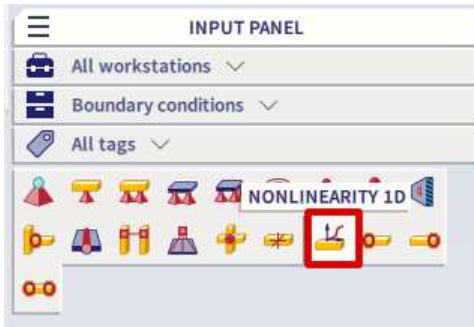 INPUT PANEL
All workstations
Boundary conditions
All tags
NONLINEARITY 1D